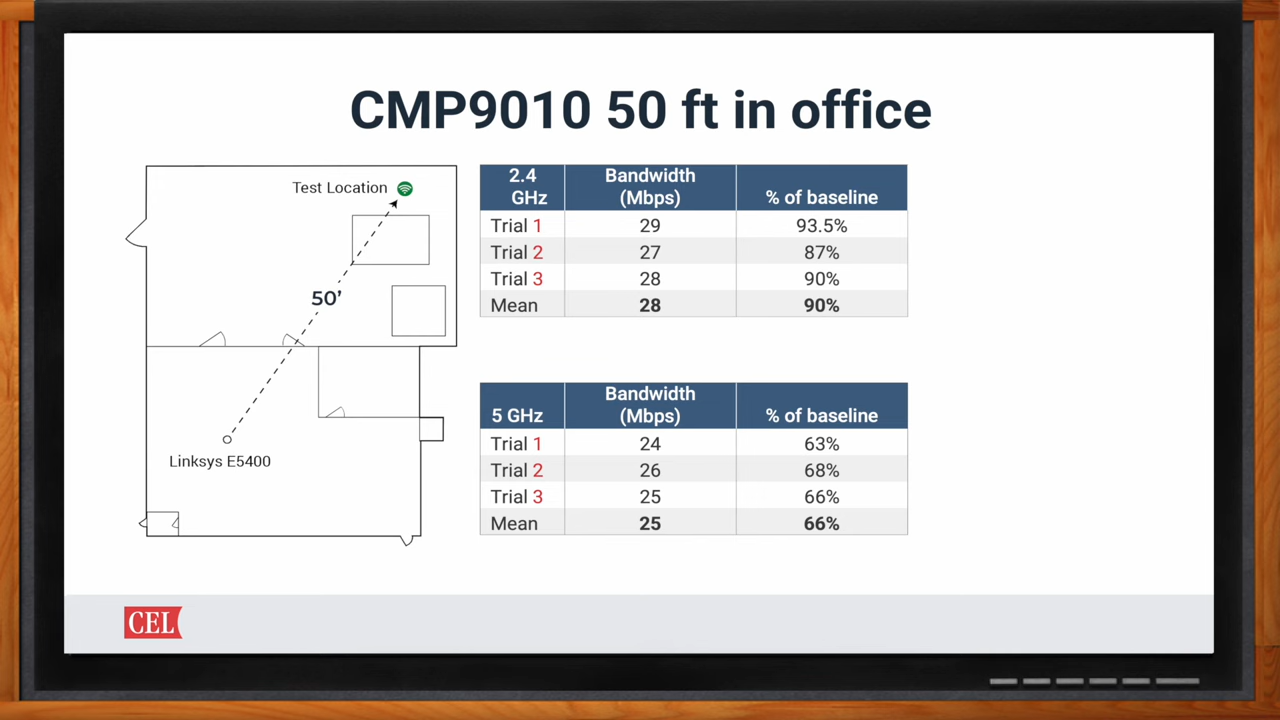 CMP9010 50 ft in office
Test Location
50'
Linksys E5400
2.4 GHz Bandwidth (Mbps) % of baseline
Trial 1 29 93.5%
Trial 2 27 87%
Trial 3 28 90%
Mean 28 90%
5 GHz Bandwidth (Mbps) % of baseline
Trial 1 24 63%
Trial 2 26 68%
Trial 3 25 66%
Mean 25 66%
CEL